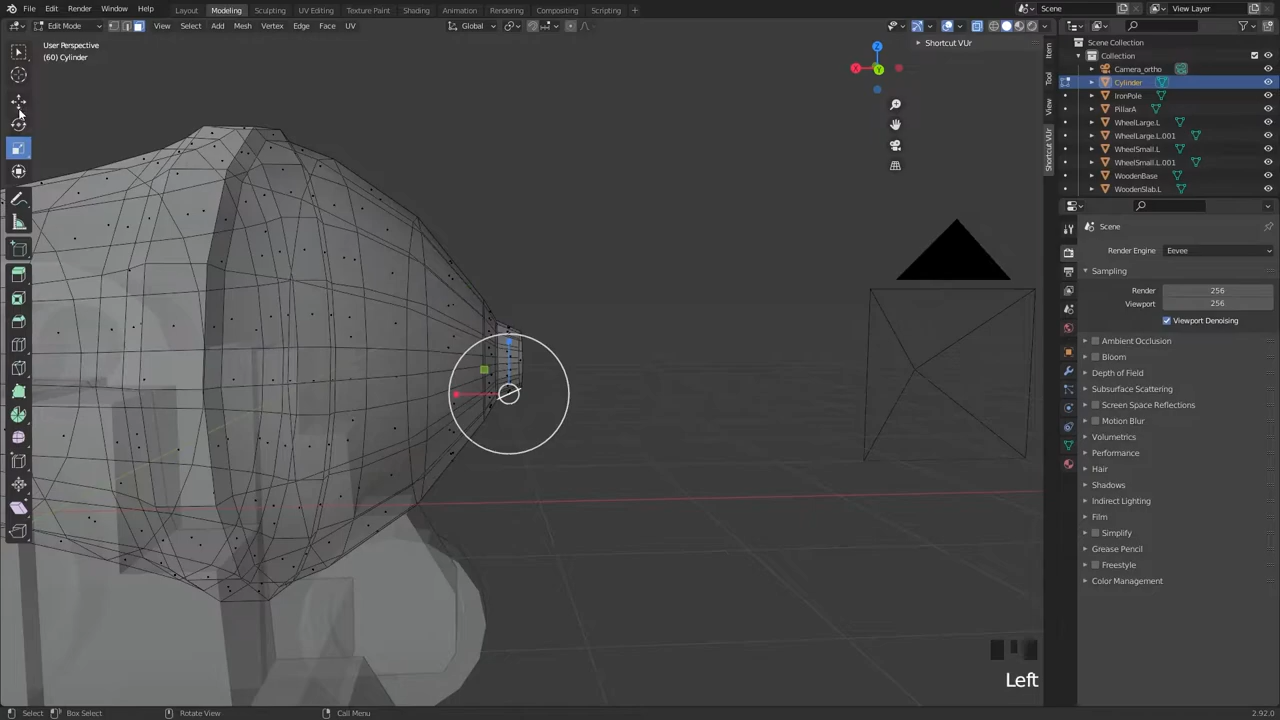 File Edit Render Window Help
Layout Modeling Sculpting UV Editing Texture Paint Shading Animation Rendering Compositing Scripting
Scene
View Layer
Edit Mode View Select Add Mesh Vertex Edge Face UV
Global
User Perspective
(60) Cylinder
Shortcut VUr
Z
X
Y
Item
Tool
View
Shortcut VUr
Scene Collection
Collection
Camera_ortho
Cylinder
IronPole
PillarA
WheelLarge.L
WheelLarge.L.001
WheelSmall.L
WheelSmall.L.001
WoodenBase
WoodenSlab.L
Scene
Render Engine Eevee
Sampling
Render 256
Viewport 256
Viewport Denoising
Ambient Occlusion
Bloom
Depth of Field
Subsurface Scattering
Screen Space Reflections
Motion Blur
Volumetrics
Performance
Hair
Shadows
Indirect Lighting
Film
Simplify
Grease Pencil
Freestyle
Color Management
Left
Select Box Select Rotate View Call Menu 2.92.0